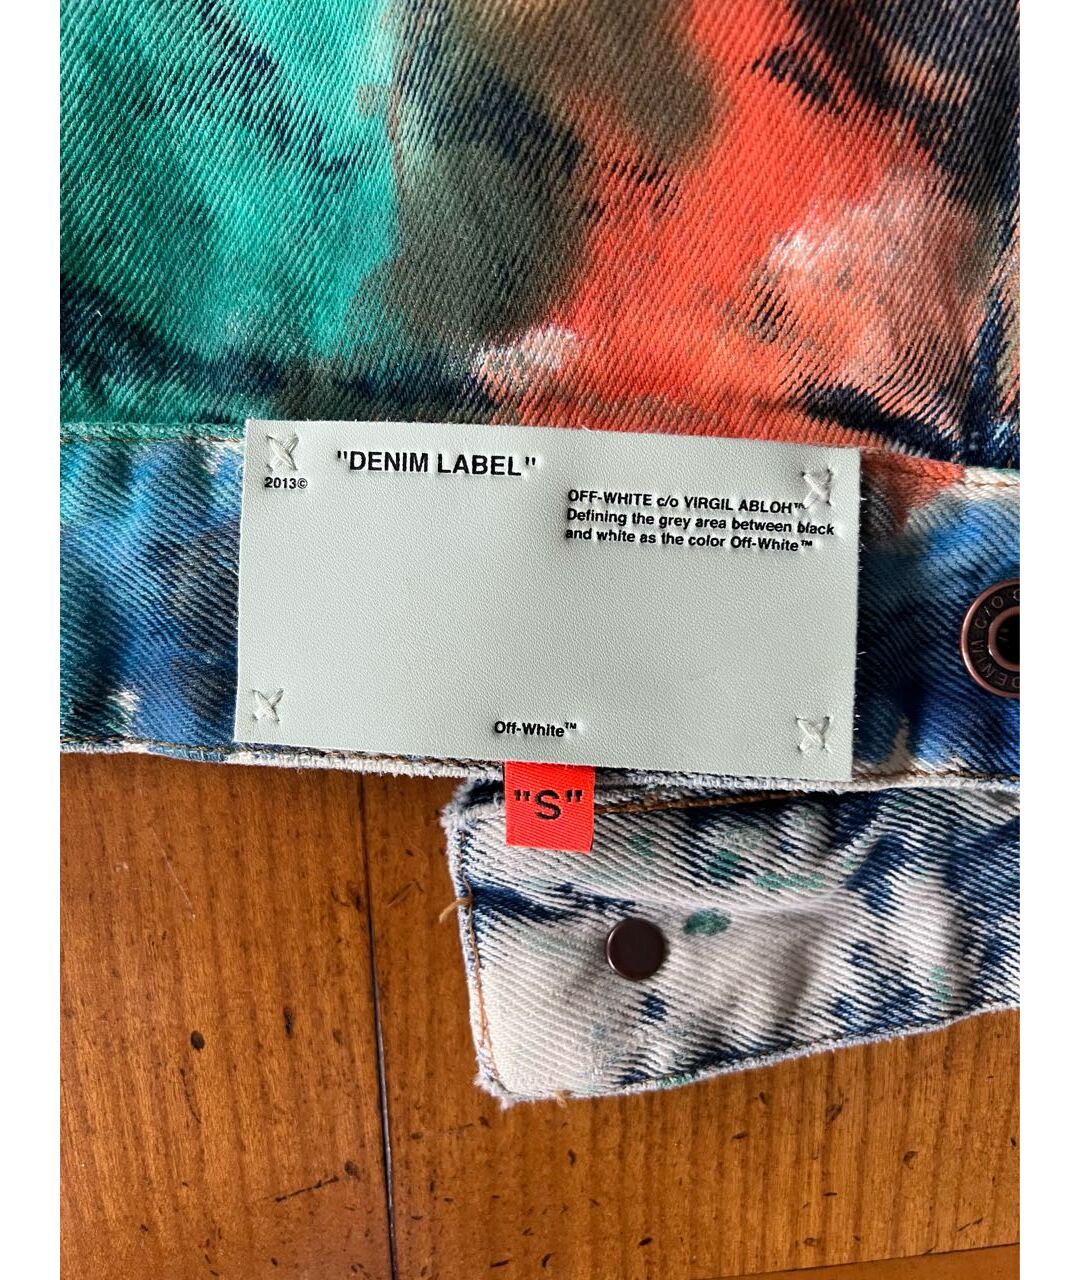 "DENIM LABEL"
2013©
OFF-WHITE c/o VIRGIL ABLOH™
Defining the grey area between black
and white as the color Off-White™
Off-White™
"S"
DENIM C/O